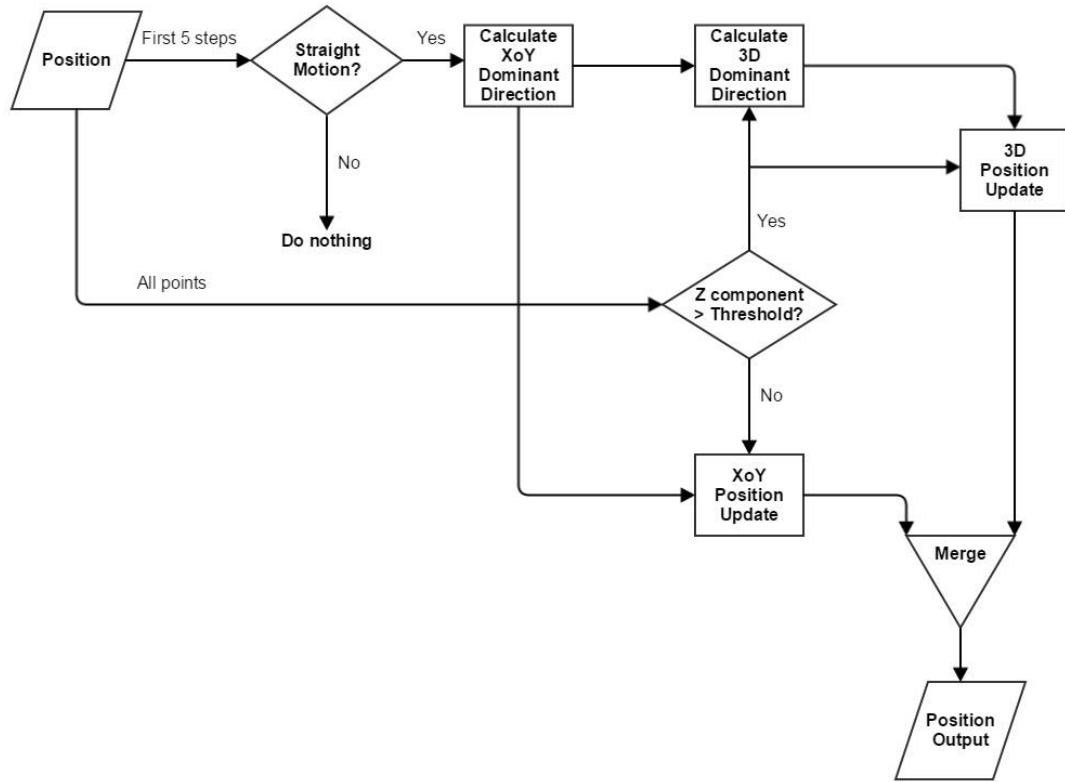 Position
First 5 steps
Straight
Motion?
Yes
Calculate
XoY
Dominant
Direction
Calculate
3D
Dominant
Direction
3D
Position
Update
No
Do nothing
Yes
All points
Z component
> Threshold?
No
XoY
Position
Update
Merge
Position
Output